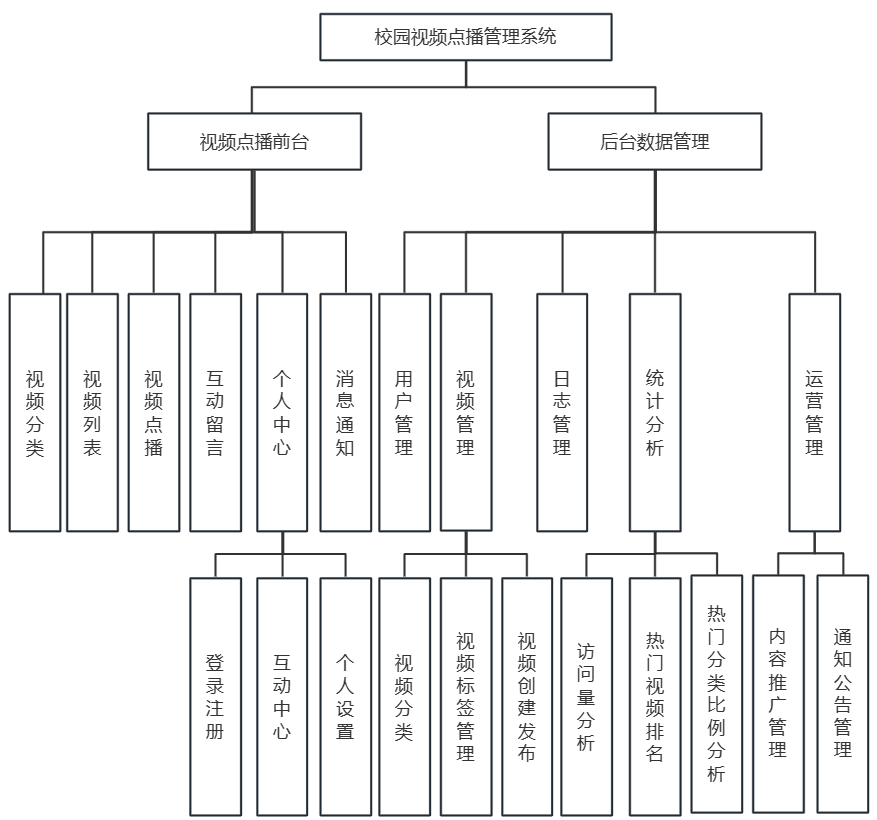 校园视频点播管理系统
视频点播前台
后台数据管理
视频分类
视频列表
视频点播
互动留言
个人中心
消息通知
用户管理
视频管理
日志管理
统计分析
运营管理
登录注册
互动中心
个人设置
视频分类
视频标签管理
视频创建发布
访问量分析
热门视频排名
热门分类比例分析
内容推广管理
通知公告管理